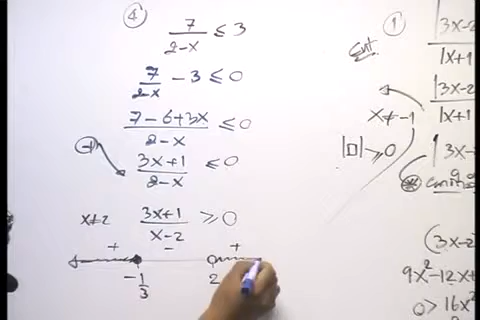 ④
7/(2-x) ≤ 3
7/(2-x) - 3 ≤ 0
(7-6+3x)/(2-x) ≤ 0
(3x+1)/(2-x) ≤ 0
x≠2 (3x+1)/(x-2) ≥ 0
+ - +
-1/3 2
①
|3x-2
|x+1
|3x-2
|x+1
x≠-1
|□| ≥ 0
|3x-
(3x-2
9x²-12x+
0 > 16x²